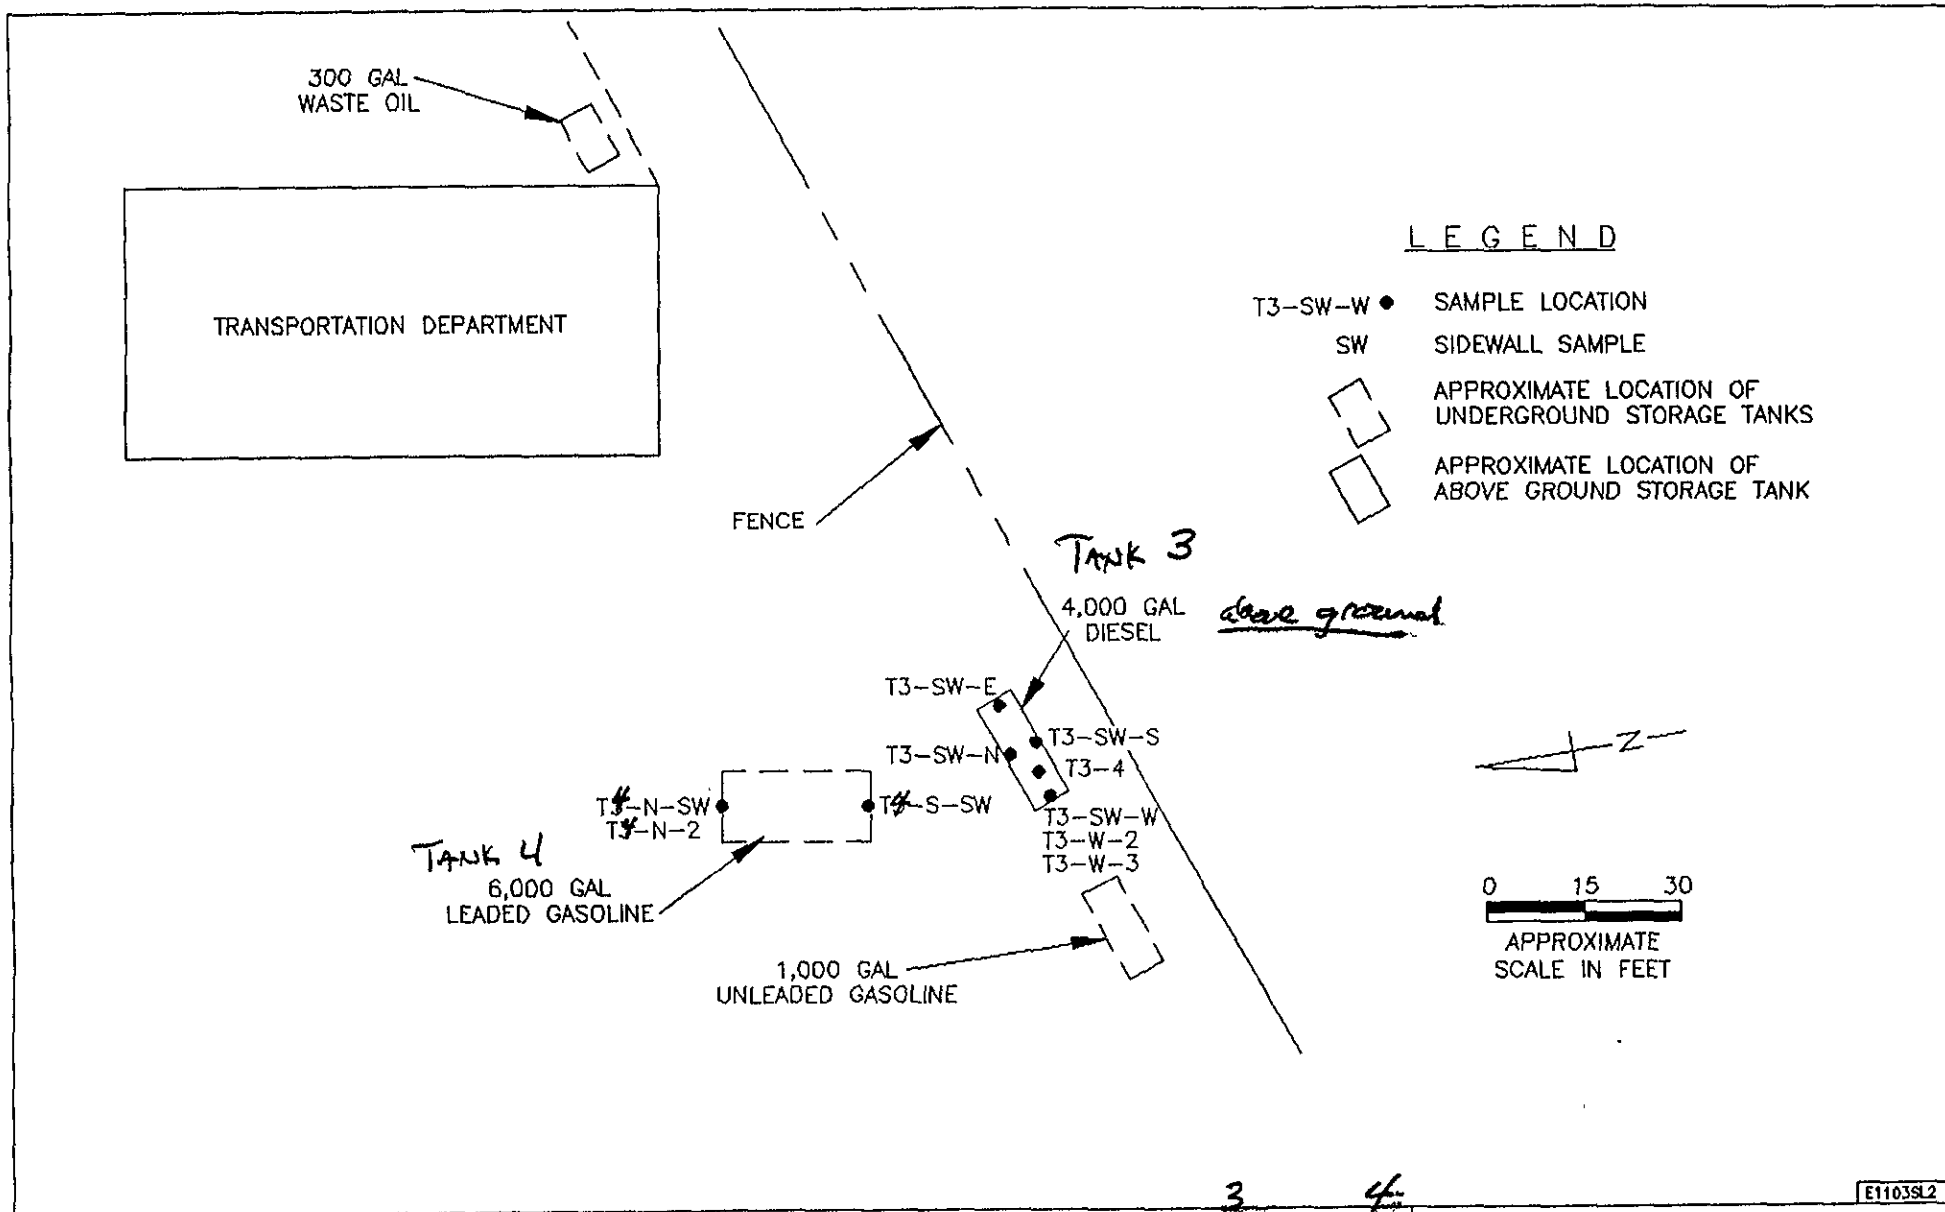 300 GAL
WASTE OIL
TRANSPORTATION DEPARTMENT
L E G E N D
T3-SW-W SAMPLE LOCATION
SW SIDEWALL SAMPLE
APPROXIMATE LOCATION OF
UNDERGROUND STORAGE TANKS
APPROXIMATE LOCATION OF
ABOVE GROUND STORAGE TANK
FENCE
TANK 3
4,000 GAL
DIESEL
above ground
T3-SW-E
T3-SW-N
T3-SW-S
T3-4
T3-SW-W
T3-W-2
T3-W-3
T4-N-SW
T4-N-2
T4-S-SW
TANK 4
6,000 GAL
LEADED GASOLINE
1,000 GAL
UNLEADED GASOLINE
Z
0 15 30
APPROXIMATE
SCALE IN FEET
3 4
E1103SL2